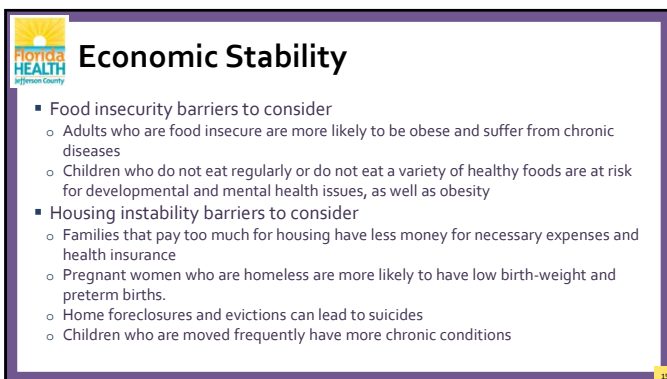 Florida
HEALTH
Jefferson County
Economic Stability
▪ Food insecurity barriers to consider
o Adults who are food insecure are more likely to be obese and suffer from chronic
diseases
o Children who do not eat regularly or do not eat a variety of healthy foods are at risk
for developmental and mental health issues, as well as obesity
▪ Housing instability barriers to consider
o Families that pay too much for housing have less money for necessary expenses and
health insurance
o Pregnant women who are homeless are more likely to have low birth-weight and
preterm births.
o Home foreclosures and evictions can lead to suicides
o Children who are moved frequently have more chronic conditions